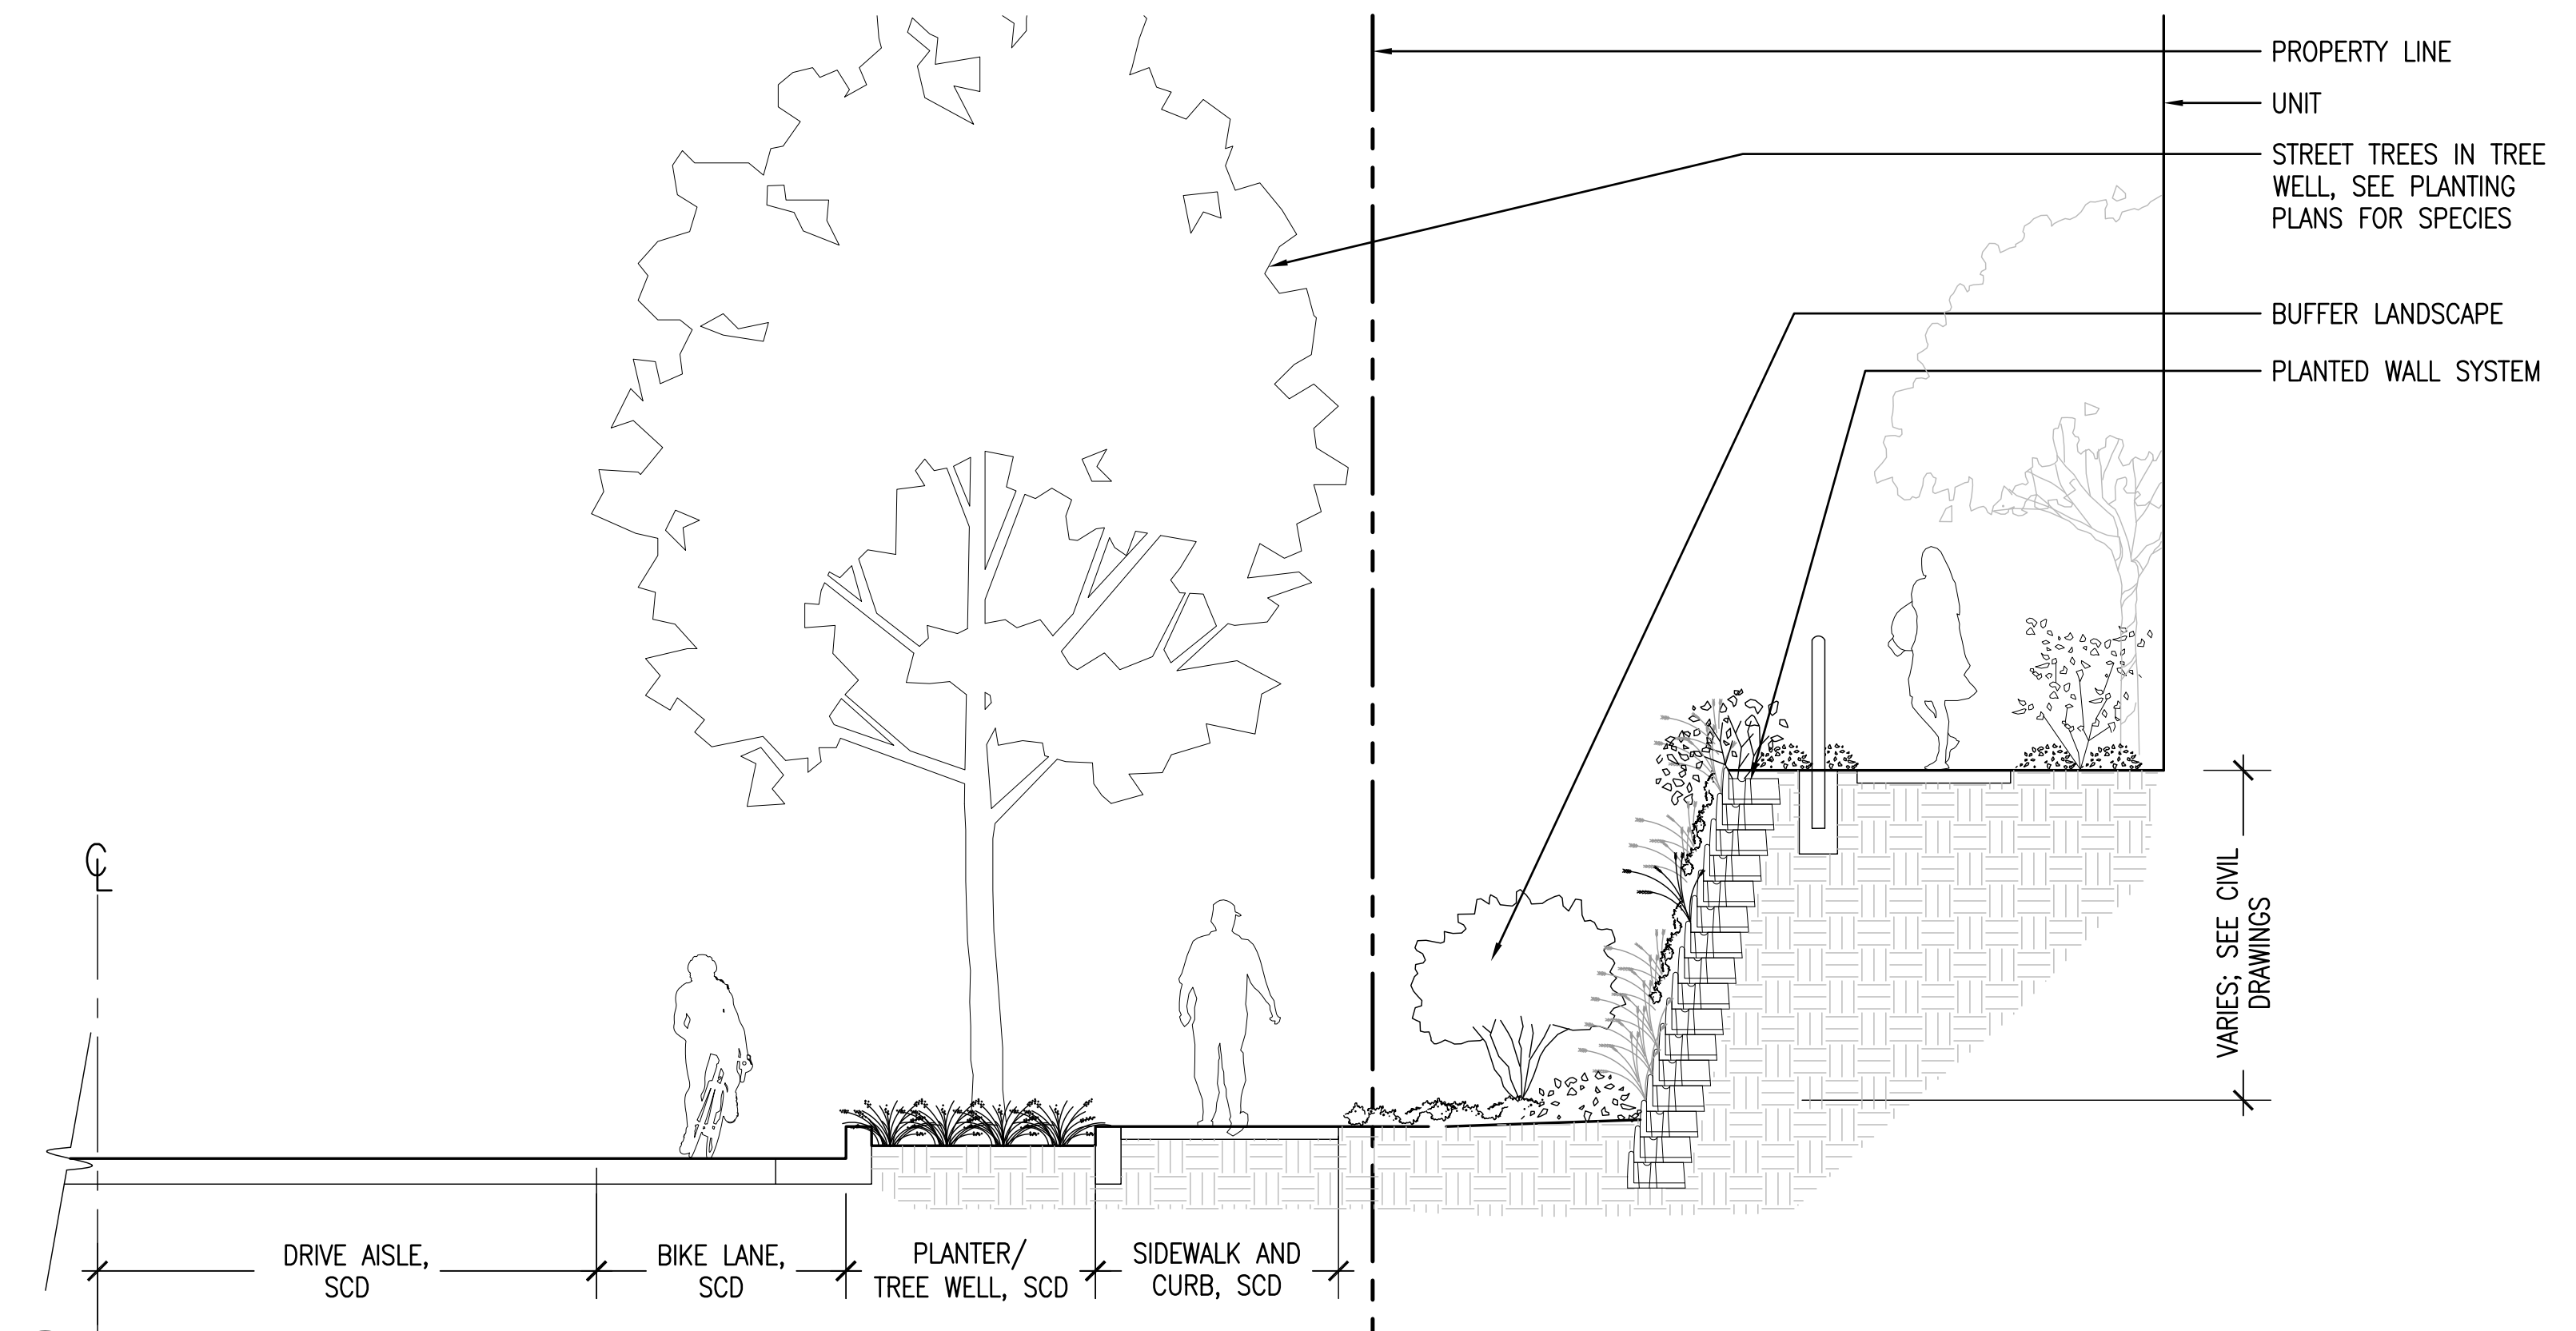 PROPERTY LINE
UNIT
STREET TREES IN TREE
WELL, SEE PLANTING
PLANS FOR SPECIES
BUFFER LANDSCAPE
PLANTED WALL SYSTEM
℄
VARIES; SEE CIVIL
DRAWINGS
DRIVE AISLE,
SCD
BIKE LANE,
SCD
PLANTER/
TREE WELL, SCD
SIDEWALK AND
CURB, SCD